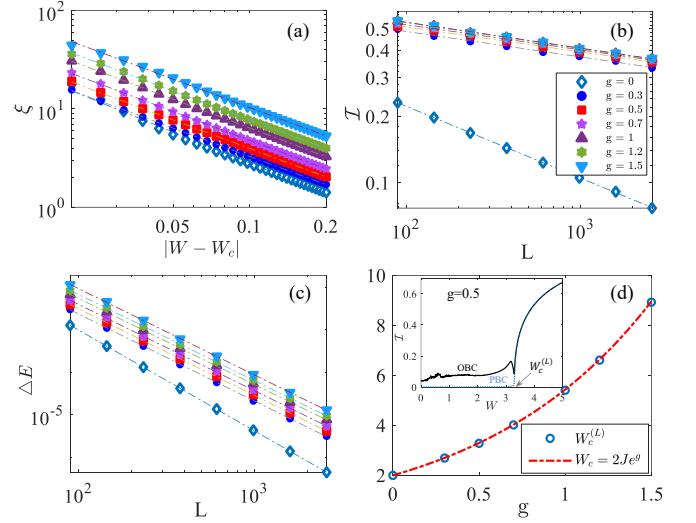 (a)
ξ
10^2
10^1
10^0
0.05
0.1
0.2
|W − W_c|
(b)
ℐ
0.5
0.4
0.3
0.2
0.1
g = 0
g = 0.3
g = 0.5
g = 0.7
g = 1
g = 1.2
g = 1.5
10^2
10^3
L
(c)
△E
10^-5
10^2
10^3
L
(d)
10
8
6
4
2
g=0.5
ℐ
0.6
0.4
0.2
0
OBC
PBC
W_c^(L)
0
1
2
3
4
5
W
W_c^(L)
W_c = 2Je^g
0
0.5
1
1.5
g